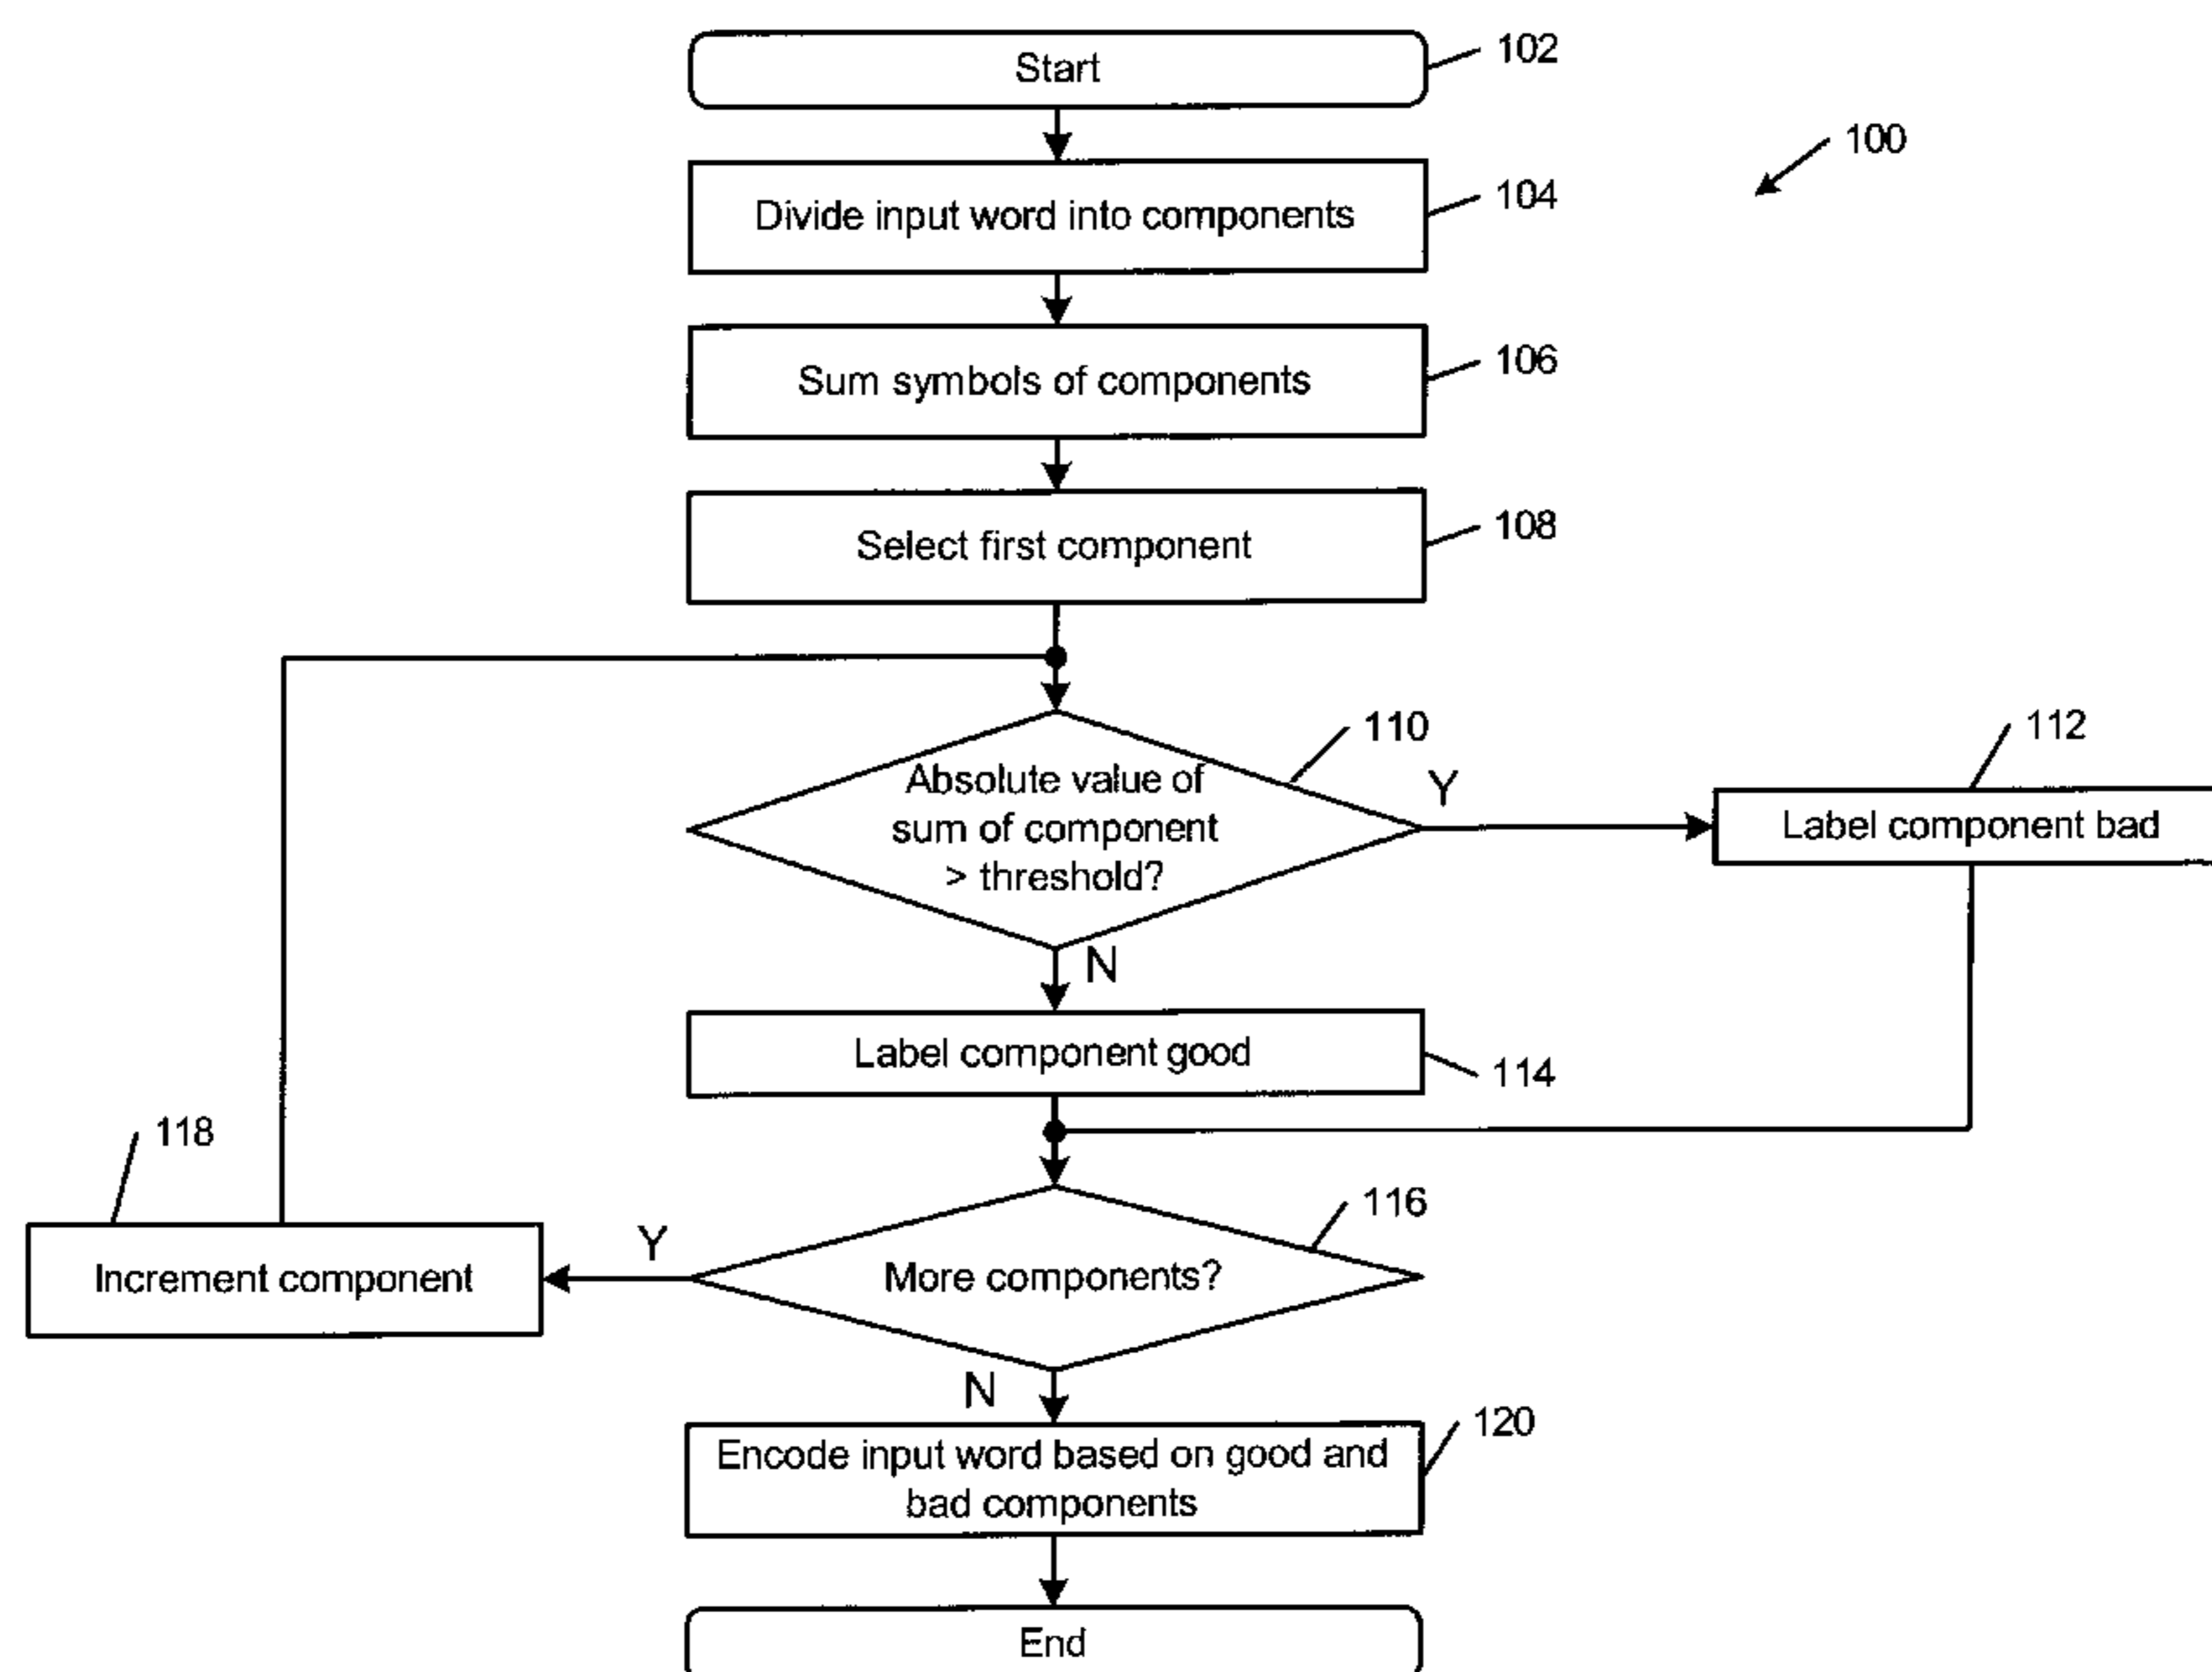 Start
102
100
Divide input word into components
104
Sum symbols of components
106
Select first component
108
Absolute value of
sum of component
> threshold?
110
Y
112
Label component bad
N
Label component good
114
118
116
Increment component
Y
More components?
N
120
Encode input word based on good and
bad components
End